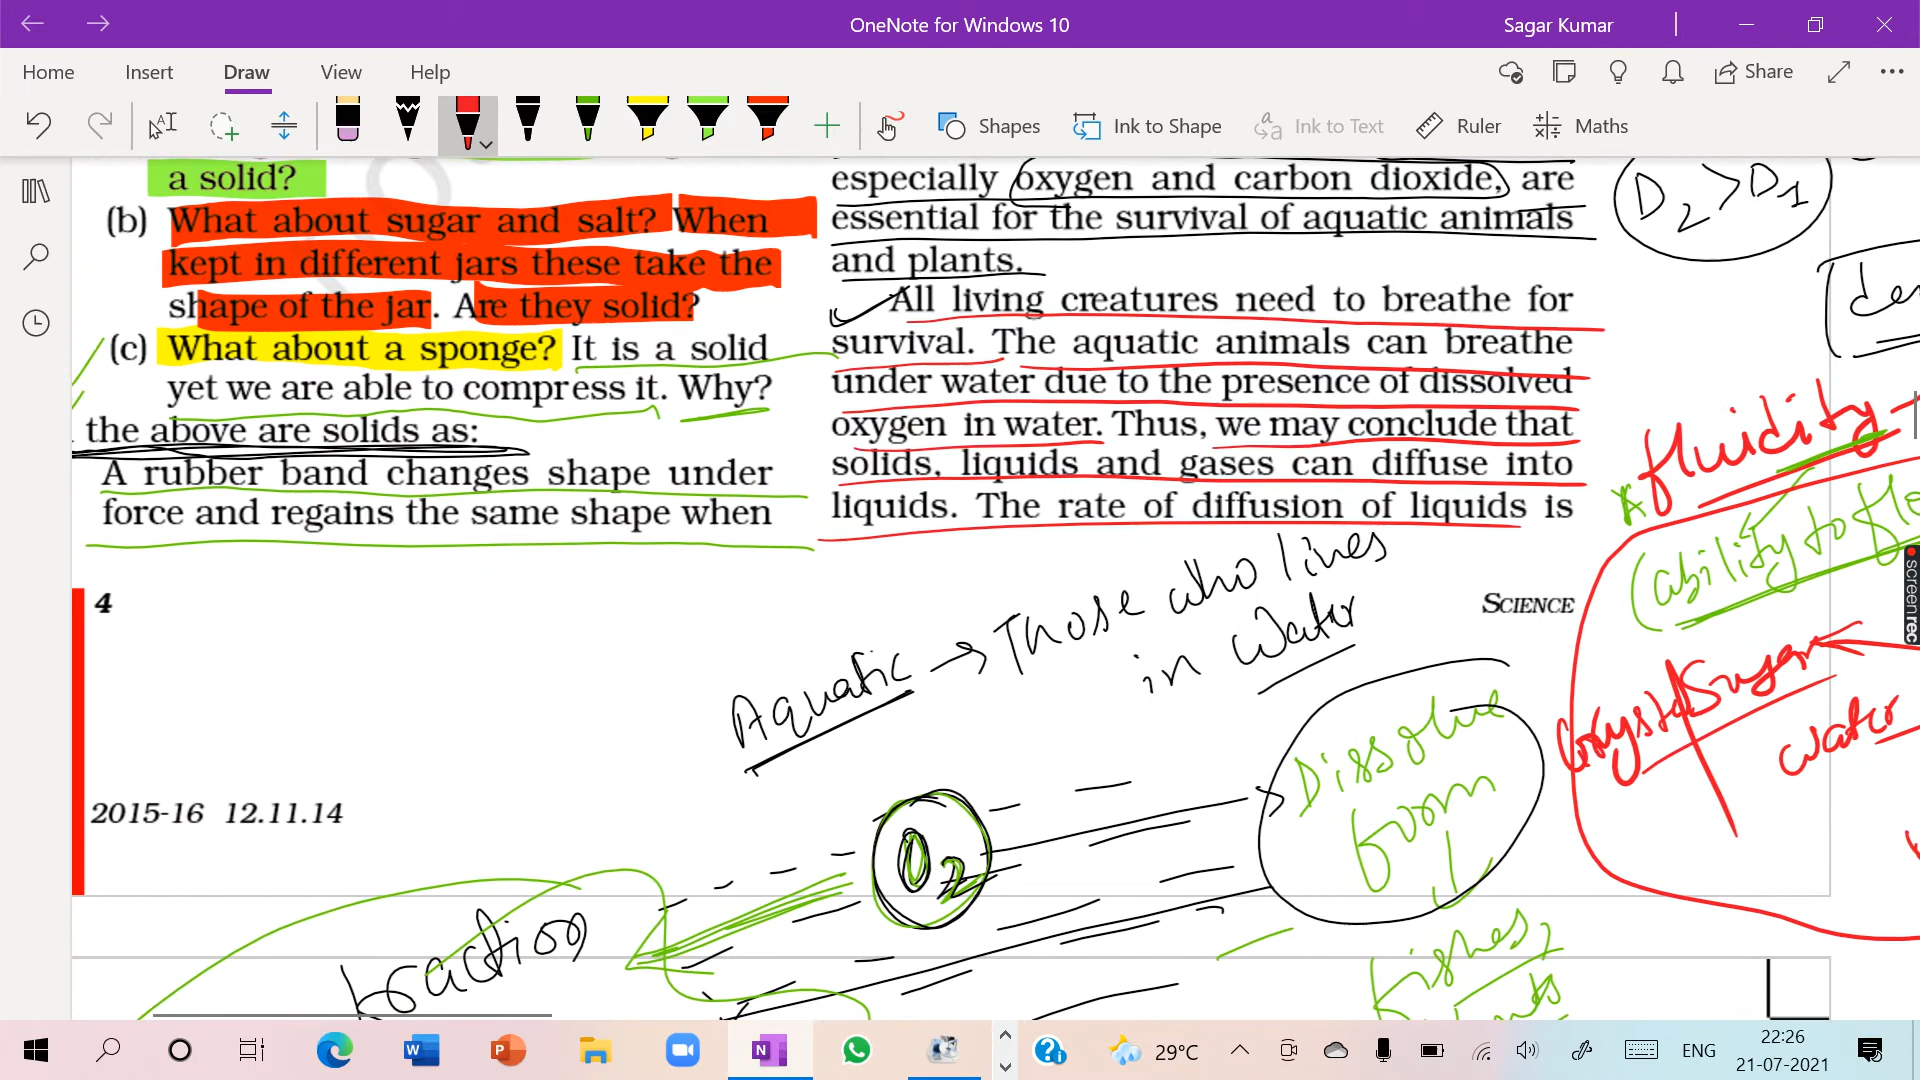 OneNote for Windows 10
Sagar Kumar
Home Insert Draw View Help
Share
Shapes Ink to Shape Ink to Text Ruler Maths
a solid?
(b) What about sugar and salt? When
kept in different jars these take the
shape of the jar. Are they solid?
(c) What about a sponge? It is a solid
yet we are able to compress it. Why?
the above are solids as:
A rubber band changes shape under
force and regains the same shape when
especially oxygen and carbon dioxide, are
essential for the survival of aquatic animals
and plants.
All living creatures need to breathe for
survival. The aquatic animals can breathe
under water due to the presence of dissolved
oxygen in water. Thus, we may conclude that
solids, liquids and gases can diffuse into
liquids. The rate of diffusion of liquids is
D2 > D1
fluidity
(ability to
Sugar
water
4
SCIENCE
Aquatic → Those who lives
in water
2015-16 12.11.14
O2
Dissolve
form
fishes,
screenrec
29°C
ENG
22:26
21-07-2021